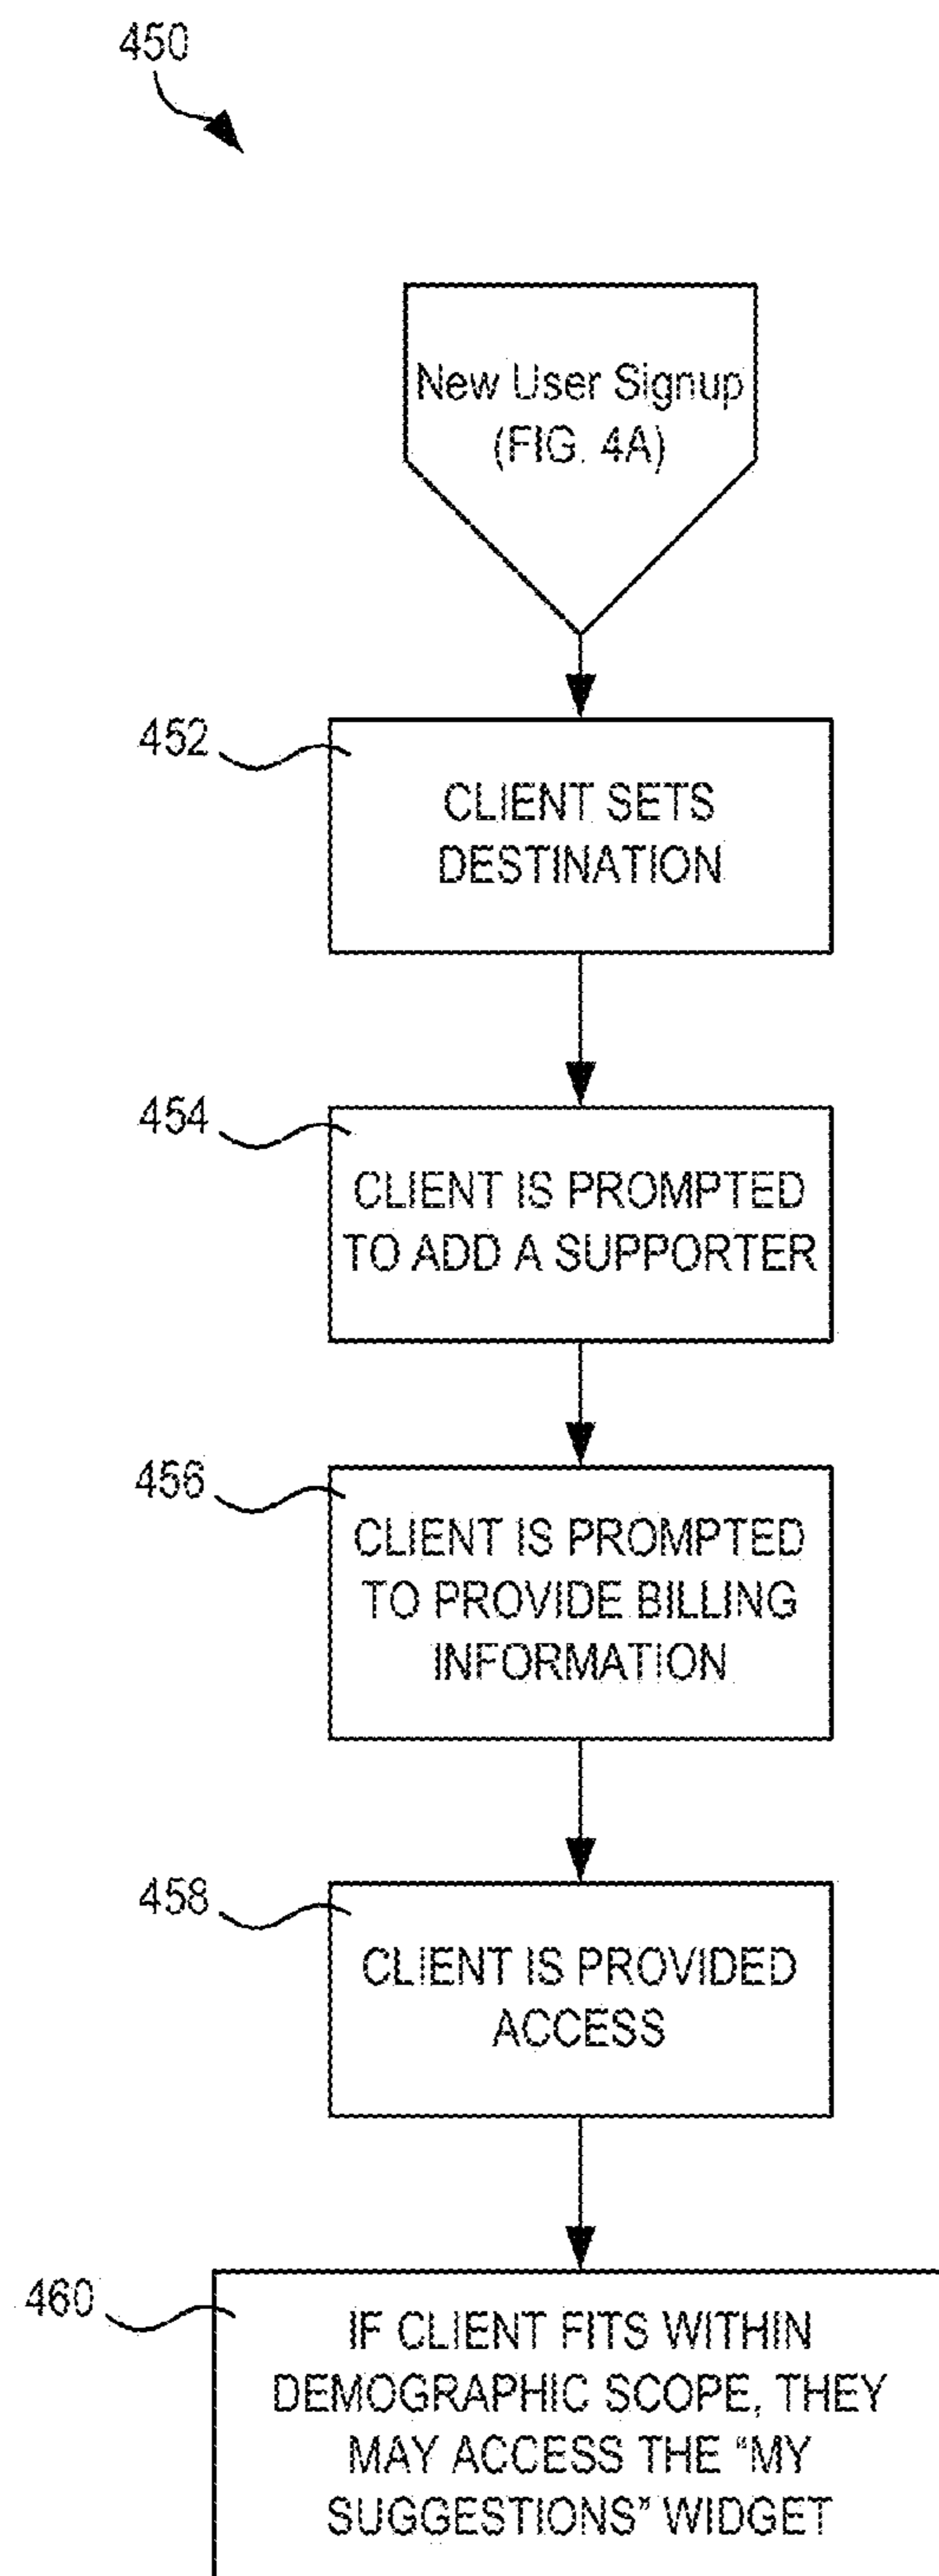 450
New User Signup
(FIG. 4A)
452
CLIENT SETS
DESTINATION
454
CLIENT IS PROMPTED
TO ADD A SUPPORTER
456
CLIENT IS PROMPTED
TO PROVIDE BILLING
INFORMATION
458
CLIENT IS PROVIDED
ACCESS
460
IF CLIENT FITS WITHIN
DEMOGRAPHIC SCOPE, THEY
MAY ACCESS THE "MY
SUGGESTIONS" WIDGET